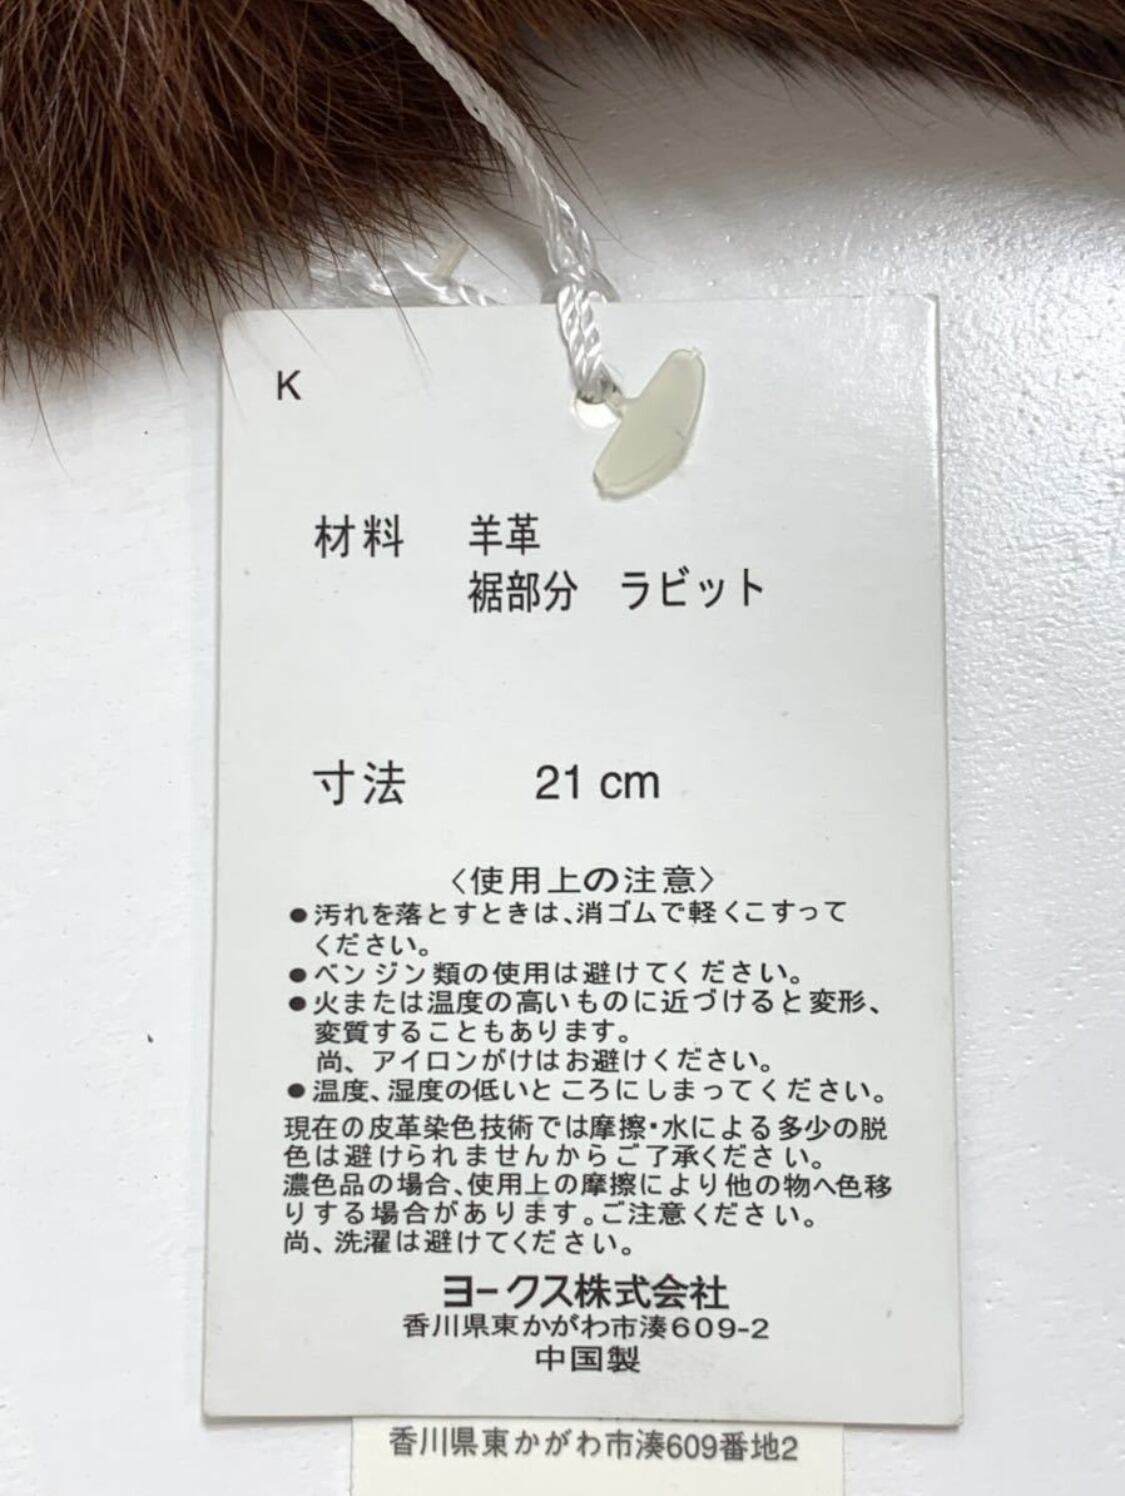 K
材料 羊革
裾部分 ラビット
寸法 21 cm
〈使用上の注意〉
●汚れを落とすときは、消ゴムで軽くこすって
ください。
●ベンジン類の使用は避けてください。
●火または温度の高いものに近づけると変形、
変質することもあります。
尚、アイロンがけはお避けください。
●温度、湿度の低いところにしまってください。
現在の皮革染色技術では摩擦・水による多少の脱
色は避けられませんからご了承ください。
濃色品の場合、使用上の摩擦により他の物へ色移
りする場合があります。ご注意ください。
尚、洗濯は避けてください。
ヨークス株式会社
香川県東かがわ市湊609-2
中国製
香川県東かがわ市湊609番地2